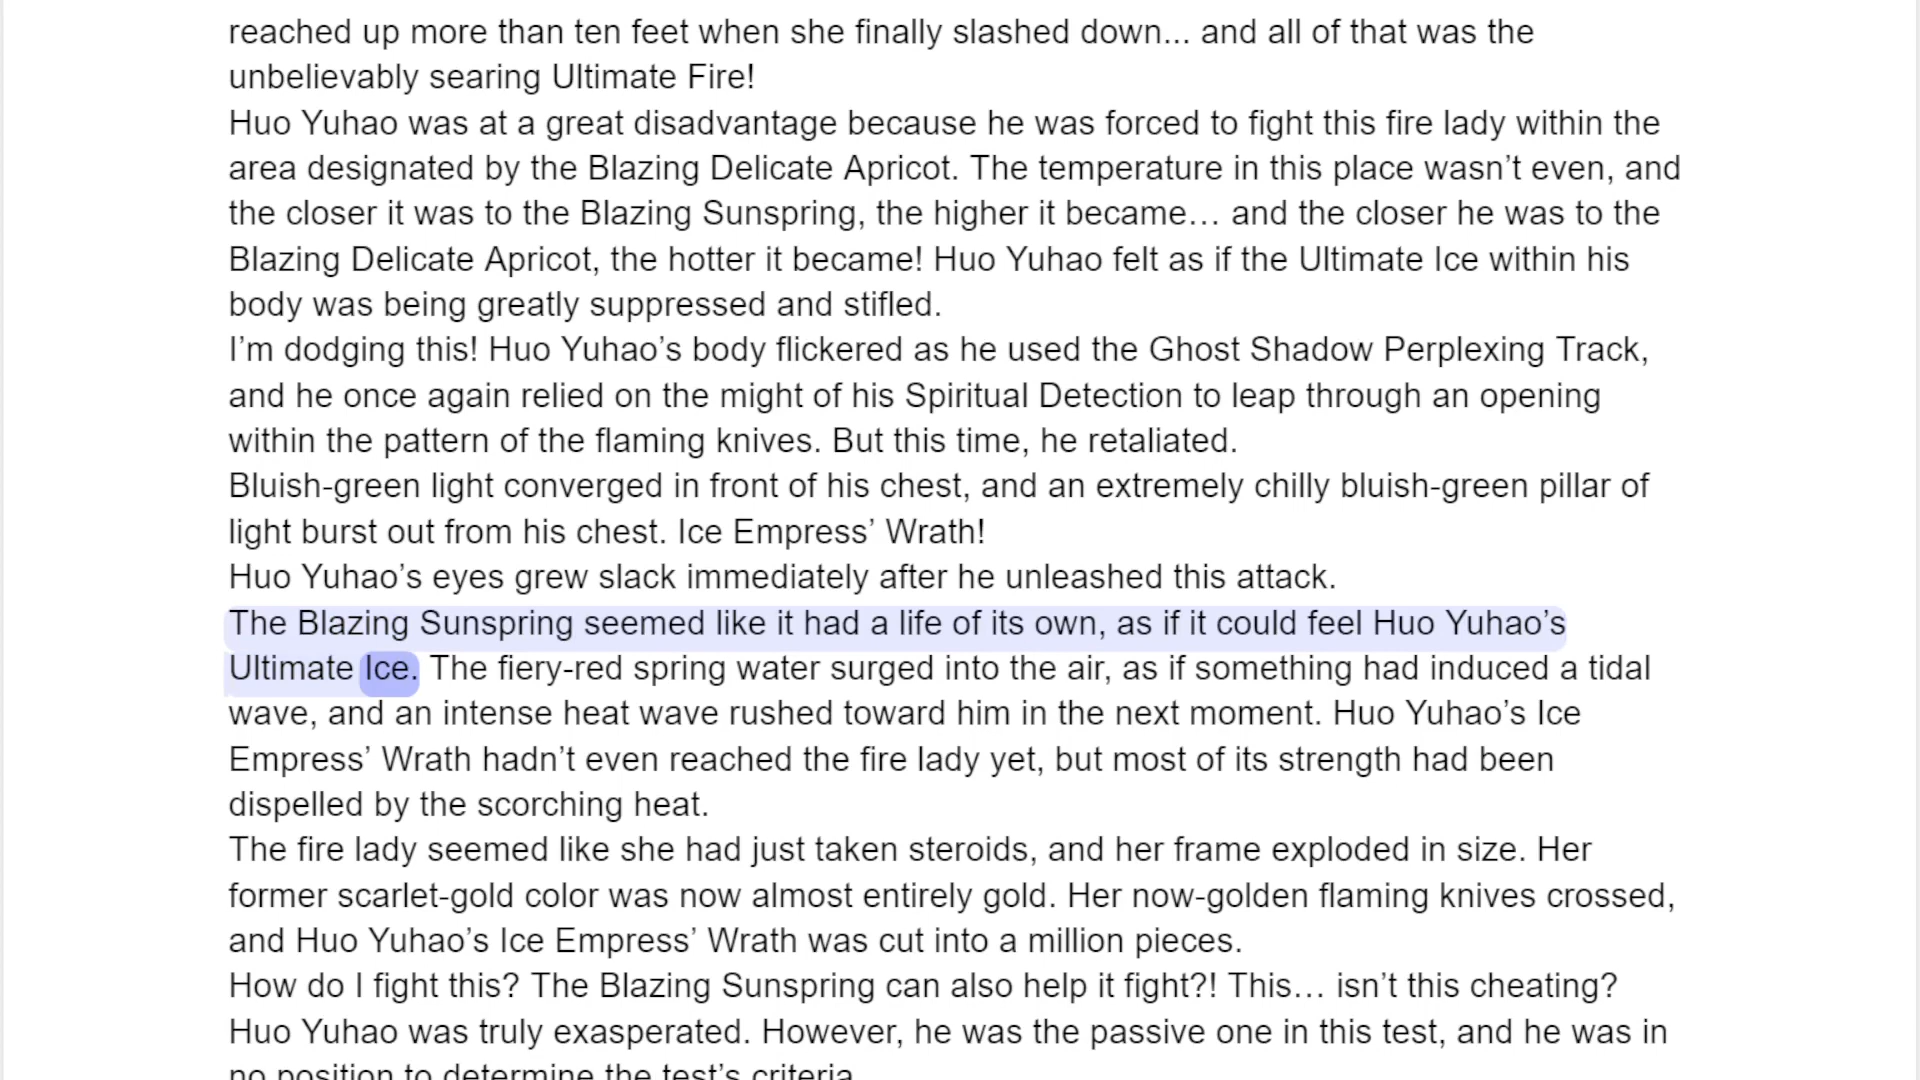 reached up more than ten feet when she finally slashed down... and all of that was the
unbelievably searing Ultimate Fire!
Huo Yuhao was at a great disadvantage because he was forced to fight this fire lady within the
area designated by the Blazing Delicate Apricot. The temperature in this place wasn’t even, and
the closer it was to the Blazing Sunspring, the higher it became… and the closer he was to the
Blazing Delicate Apricot, the hotter it became! Huo Yuhao felt as if the Ultimate Ice within his
body was being greatly suppressed and stifled.
I’m dodging this! Huo Yuhao’s body flickered as he used the Ghost Shadow Perplexing Track,
and he once again relied on the might of his Spiritual Detection to leap through an opening
within the pattern of the flaming knives. But this time, he retaliated.
Bluish-green light converged in front of his chest, and an extremely chilly bluish-green pillar of
light burst out from his chest. Ice Empress’ Wrath!
Huo Yuhao’s eyes grew slack immediately after he unleashed this attack.
The Blazing Sunspring seemed like it had a life of its own, as if it could feel Huo Yuhao’s
Ultimate Ice. The fiery-red spring water surged into the air, as if something had induced a tidal
wave, and an intense heat wave rushed toward him in the next moment. Huo Yuhao’s Ice
Empress’ Wrath hadn’t even reached the fire lady yet, but most of its strength had been
dispelled by the scorching heat.
The fire lady seemed like she had just taken steroids, and her frame exploded in size. Her
former scarlet-gold color was now almost entirely gold. Her now-golden flaming knives crossed,
and Huo Yuhao’s Ice Empress’ Wrath was cut into a million pieces.
How do I fight this? The Blazing Sunspring can also help it fight?! This… isn’t this cheating?
Huo Yuhao was truly exasperated. However, he was the passive one in this test, and he was in
no position to determine the test’s criteria.